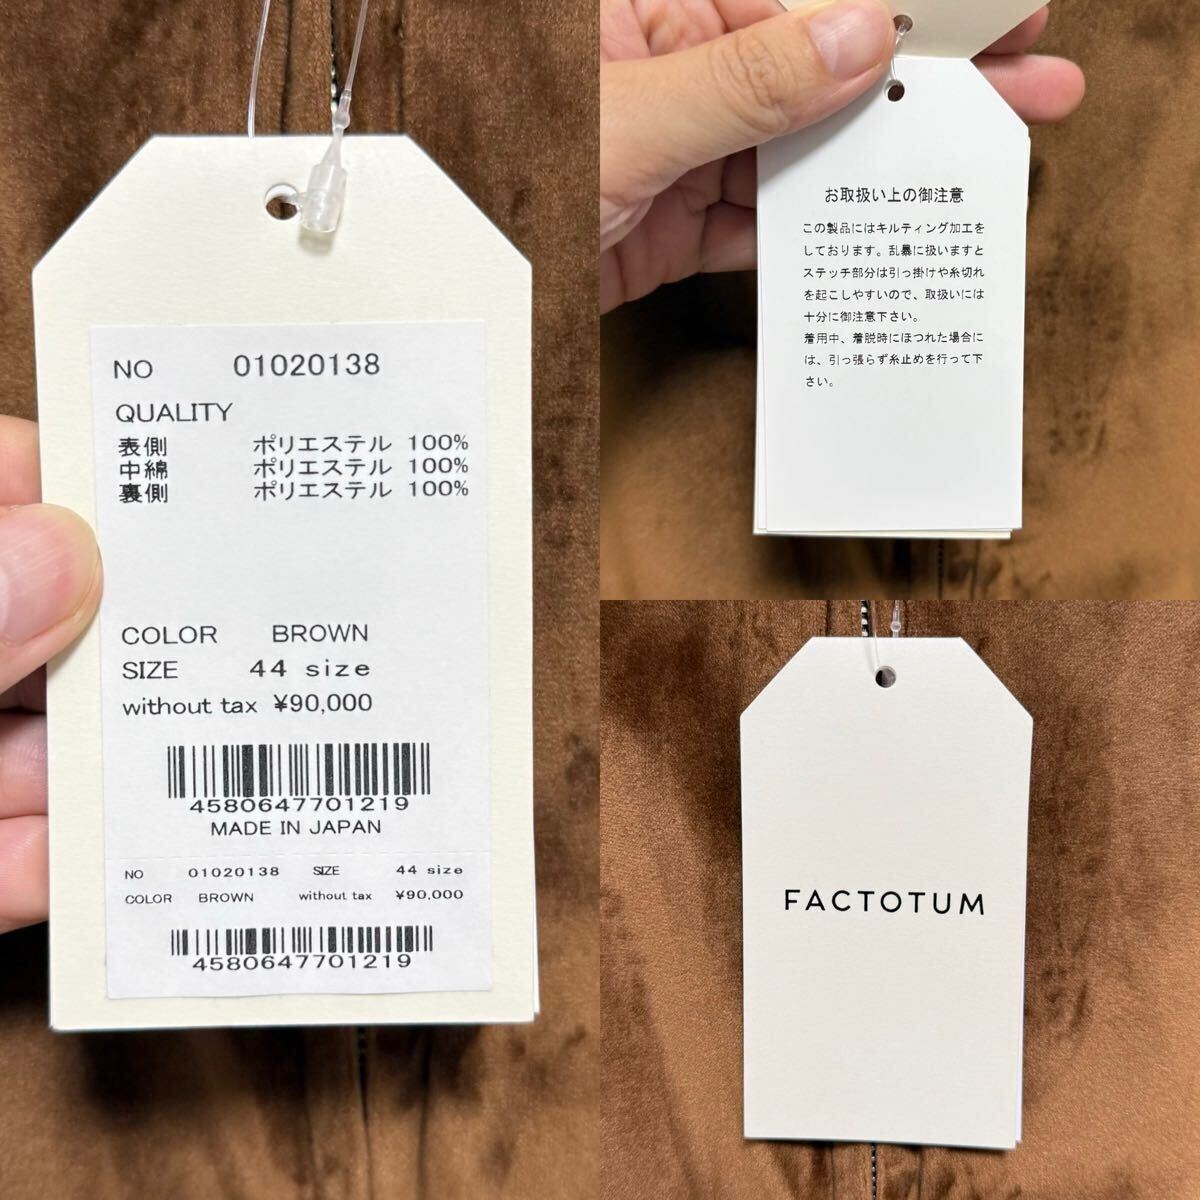 NO 01020138
QUALITY
表側 ポリエステル 100%
中綿 ポリエステル 100%
裏側 ポリエステル 100%
COLOR BROWN
SIZE 44 size
without tax ¥90,000
4580647701219
MADE IN JAPAN
NO 01020138 SIZE 44 size
COLOR BROWN without tax ¥90,000
4580647701219
お取扱い上の御注意
この製品にはキルティング加工を
しております。乱暴に扱いますと
ステッチ部分は引っ掛けや糸切れ
を起こしやすいので、取扱いには
十分に御注意下さい。
着用中、着脱時にほつれた場合に
は、引っ張らず糸止めを行って下
さい。
FACTOTUM